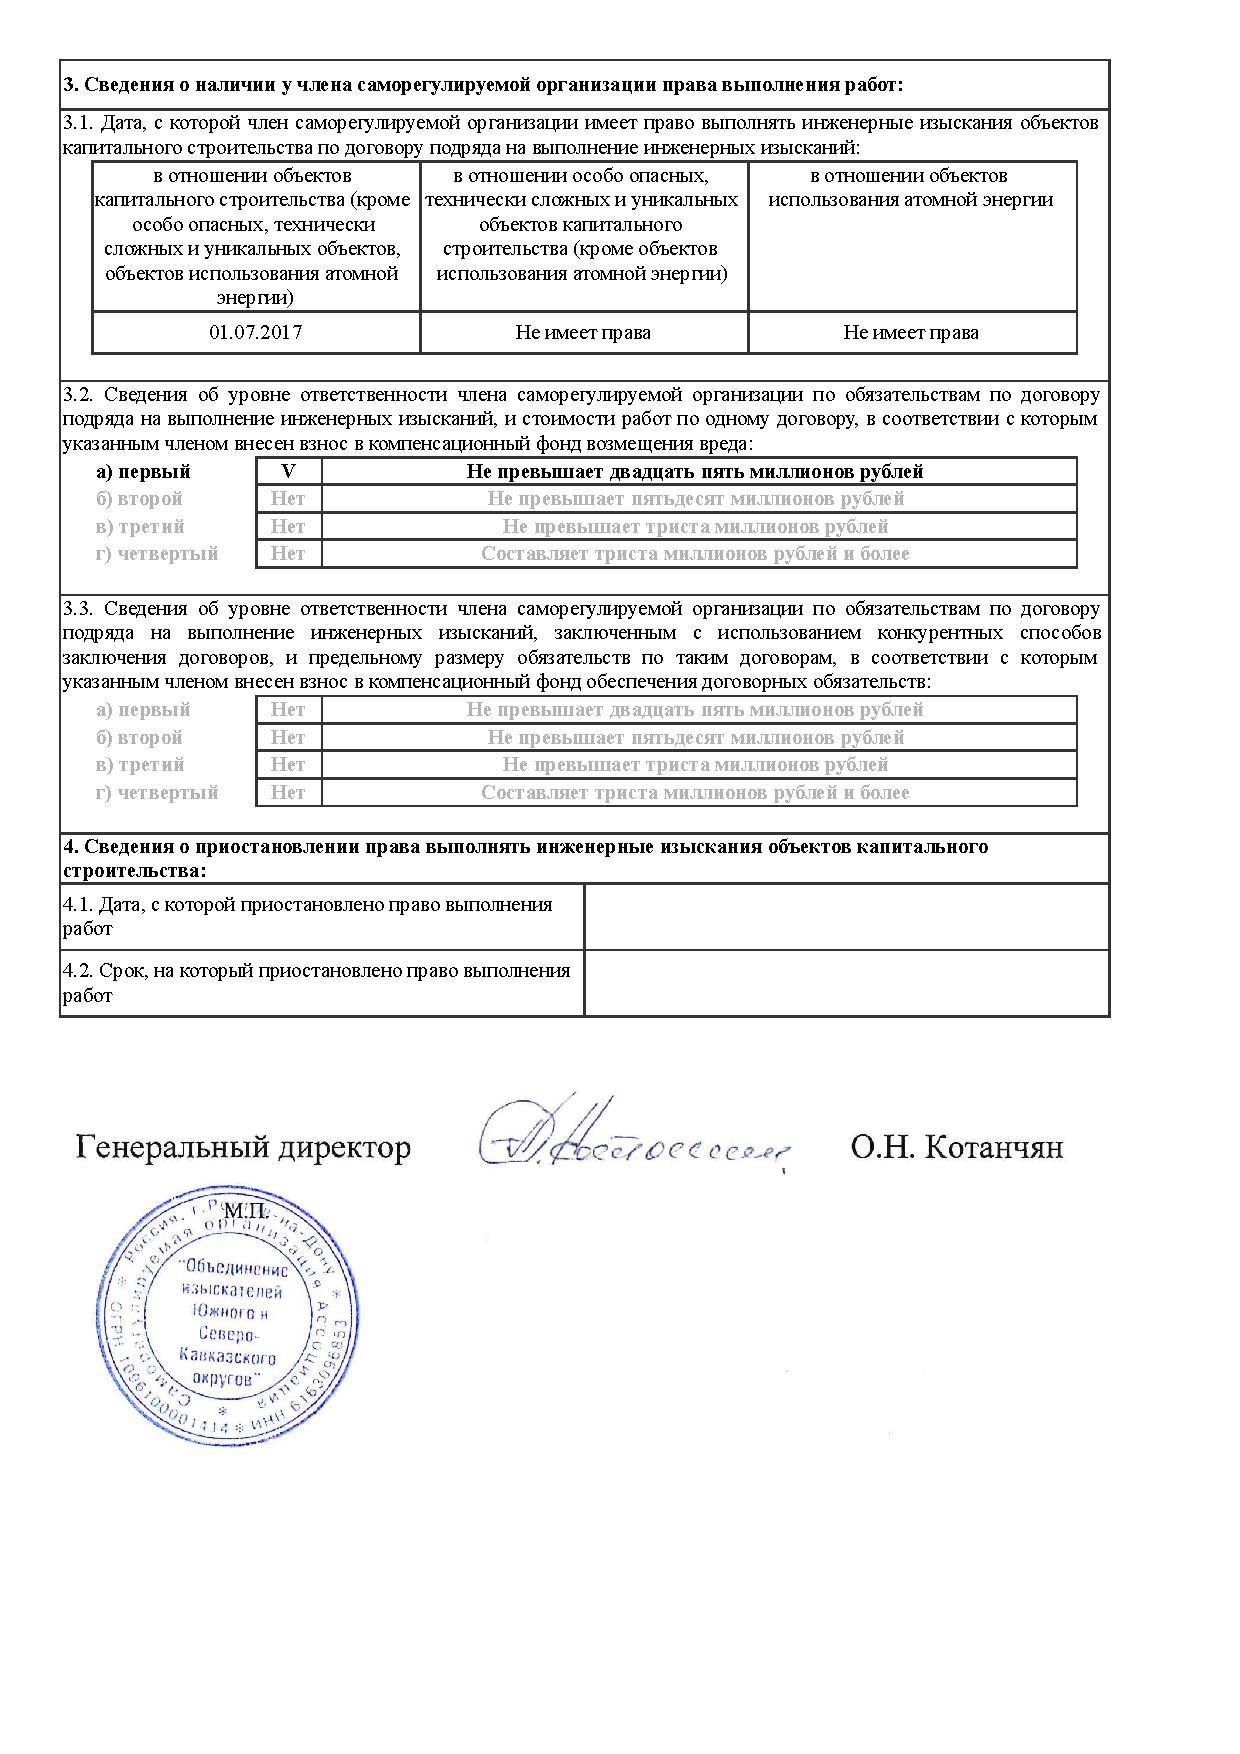 3. Сведения о наличии у члена саморегулируемой организации права выполнения работ:
3.1. Дата, с которой член саморегулируемой организации имеет право выполнять инженерные изыскания объектов
капитального строительства по договору подряда на выполнение инженерных изысканий:
в отношении объектов
капитального строительства (кроме
особо опасных, технически
сложных и уникальных объектов,
объектов использования атомной
энергии)
в отношении особо опасных,
технически сложных и уникальных
объектов капитального
строительства (кроме объектов
использования атомной энергии)
в отношении объектов
использования атомной энергии
01.07.2017 Не имеет права Не имеет права
3.2. Сведения об уровне ответственности члена саморегулируемой организации по обязательствам по договору
подряда на выполнение инженерных изысканий, и стоимости работ по одному договору, в соответствии с которым
указанным членом внесен взнос в компенсационный фонд возмещения вреда:
а) первый V Не превышает двадцать пять миллионов рублей
б) второй Нет Не превышает пятьдесят миллионов рублей
в) третий Нет Не превышает триста миллионов рублей
г) четвертый Нет Составляет триста миллионов рублей и более
3.3. Сведения об уровне ответственности члена саморегулируемой организации по обязательствам по договору
подряда на выполнение инженерных изысканий, заключенным с использованием конкурентных способов
заключения договоров, и предельному размеру обязательств по таким договорам, в соответствии с которым
указанным членом внесен взнос в компенсационный фонд обеспечения договорных обязательств:
а) первый Нет Не превышает двадцать пять миллионов рублей
б) второй Нет Не превышает пятьдесят миллионов рублей
в) третий Нет Не превышает триста миллионов рублей
г) четвертый Нет Составляет триста миллионов рублей и более
4. Сведения о приостановлении права выполнять инженерные изыскания объектов капитального
строительства:
4.1. Дата, с которой приостановлено право выполнения
работ
4.2. Срок, на который приостановлено право выполнения
работ
Генеральный директор О.Н. Котанчян
М.П.
Россия, г.Ростов-на-Дону * ИНН 6163096853 * ОГРН 1096100001414 *
Саморегулируемая организация Ассоциация *
"Объединение
изыскателей
Южного и
Северо-
Кавказского
округов"